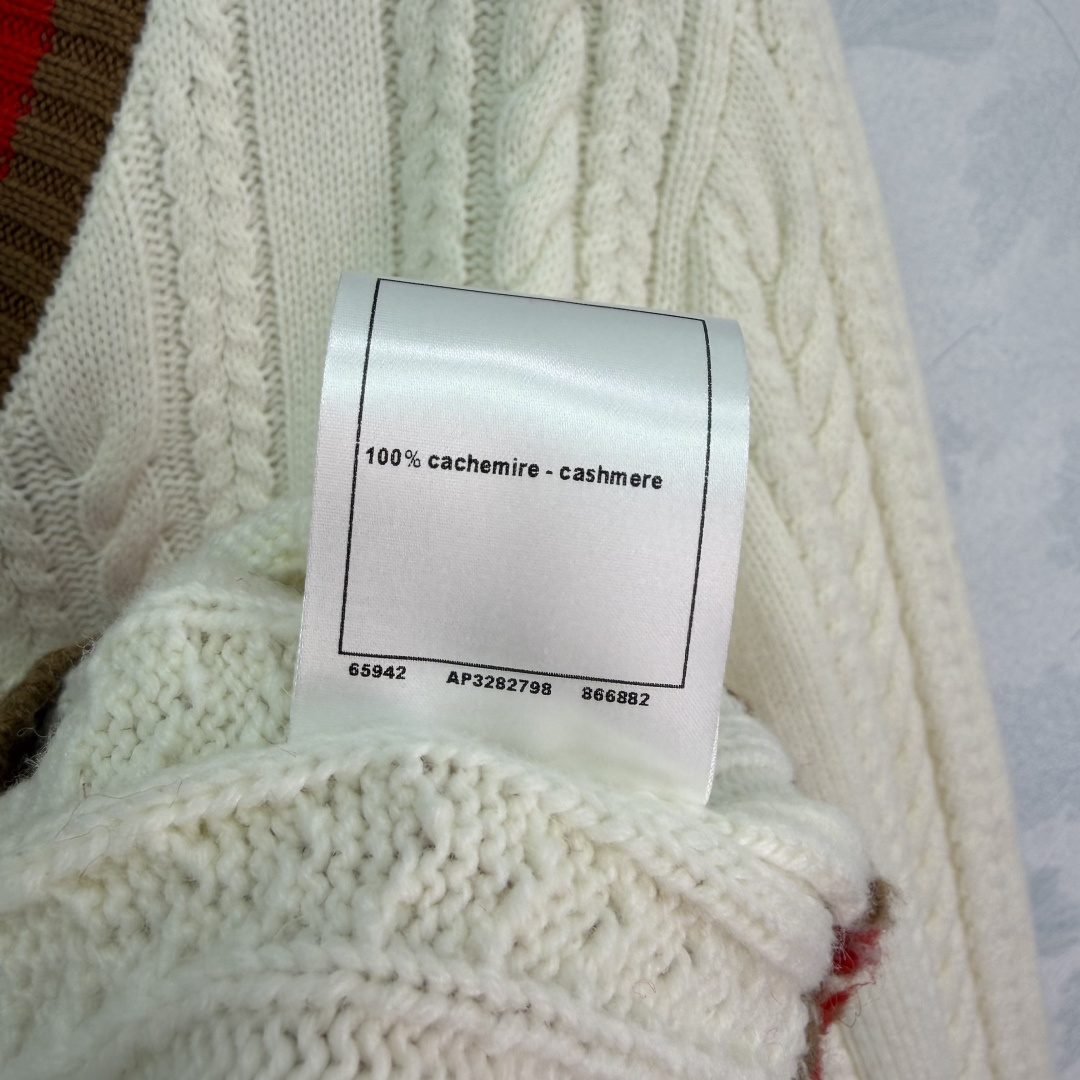 100% cachemire - cashmere
65942 AP3282798 866882